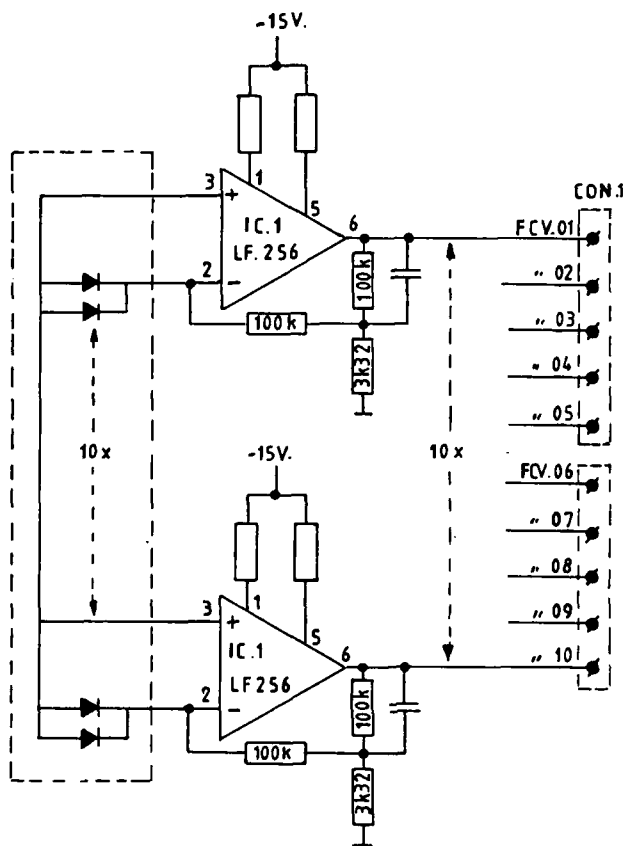 -15V.
3
+
1
IC.1
LF.256
5
6
2
-
100k
100k
3k32
CON.1
FCV.01
" 02
" 03
" 04
" 05
10x
10x
-15V.
FCV.06
" 07
" 08
" 09
" 10
3
+
1
IC.1
LF256
5
6
2
-
100k
100k
3k32